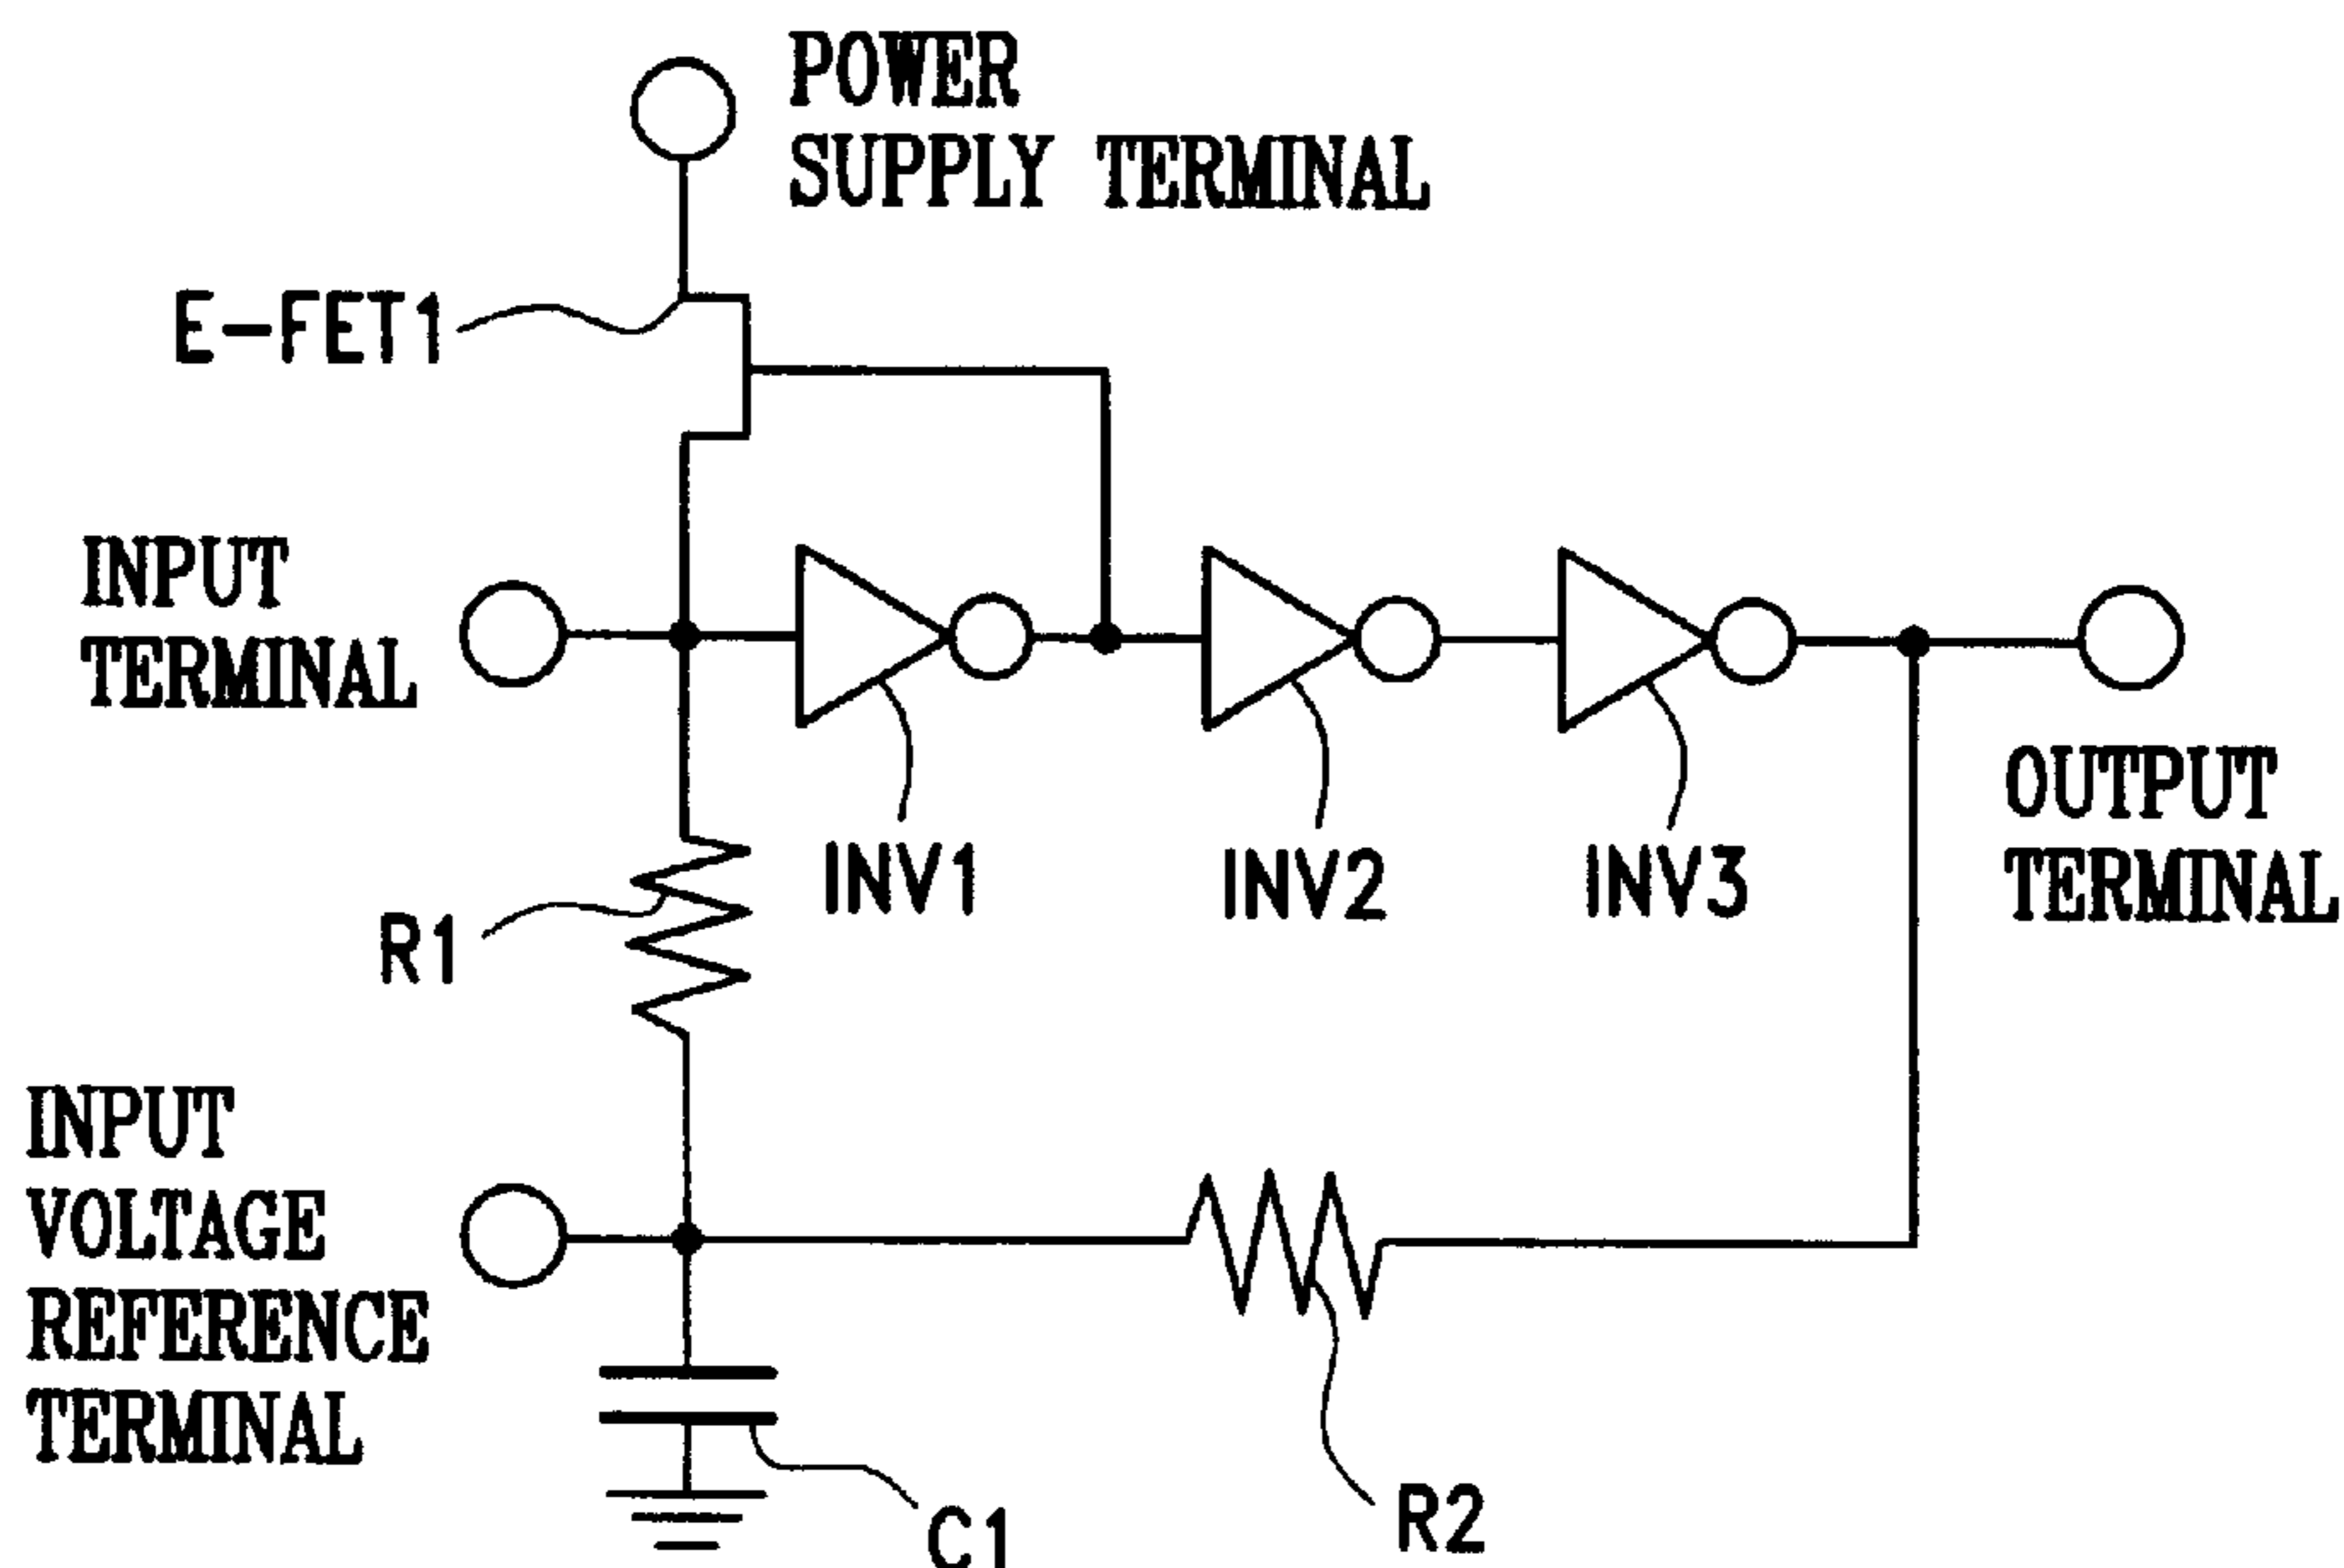 POWER
SUPPLY TERMINAL
E-FET1
INPUT
TERMINAL
INV1
INV2
INV3
OUTPUT
TERMINAL
R1
INPUT
VOLTAGE
REFERENCE
TERMINAL
C1
R2